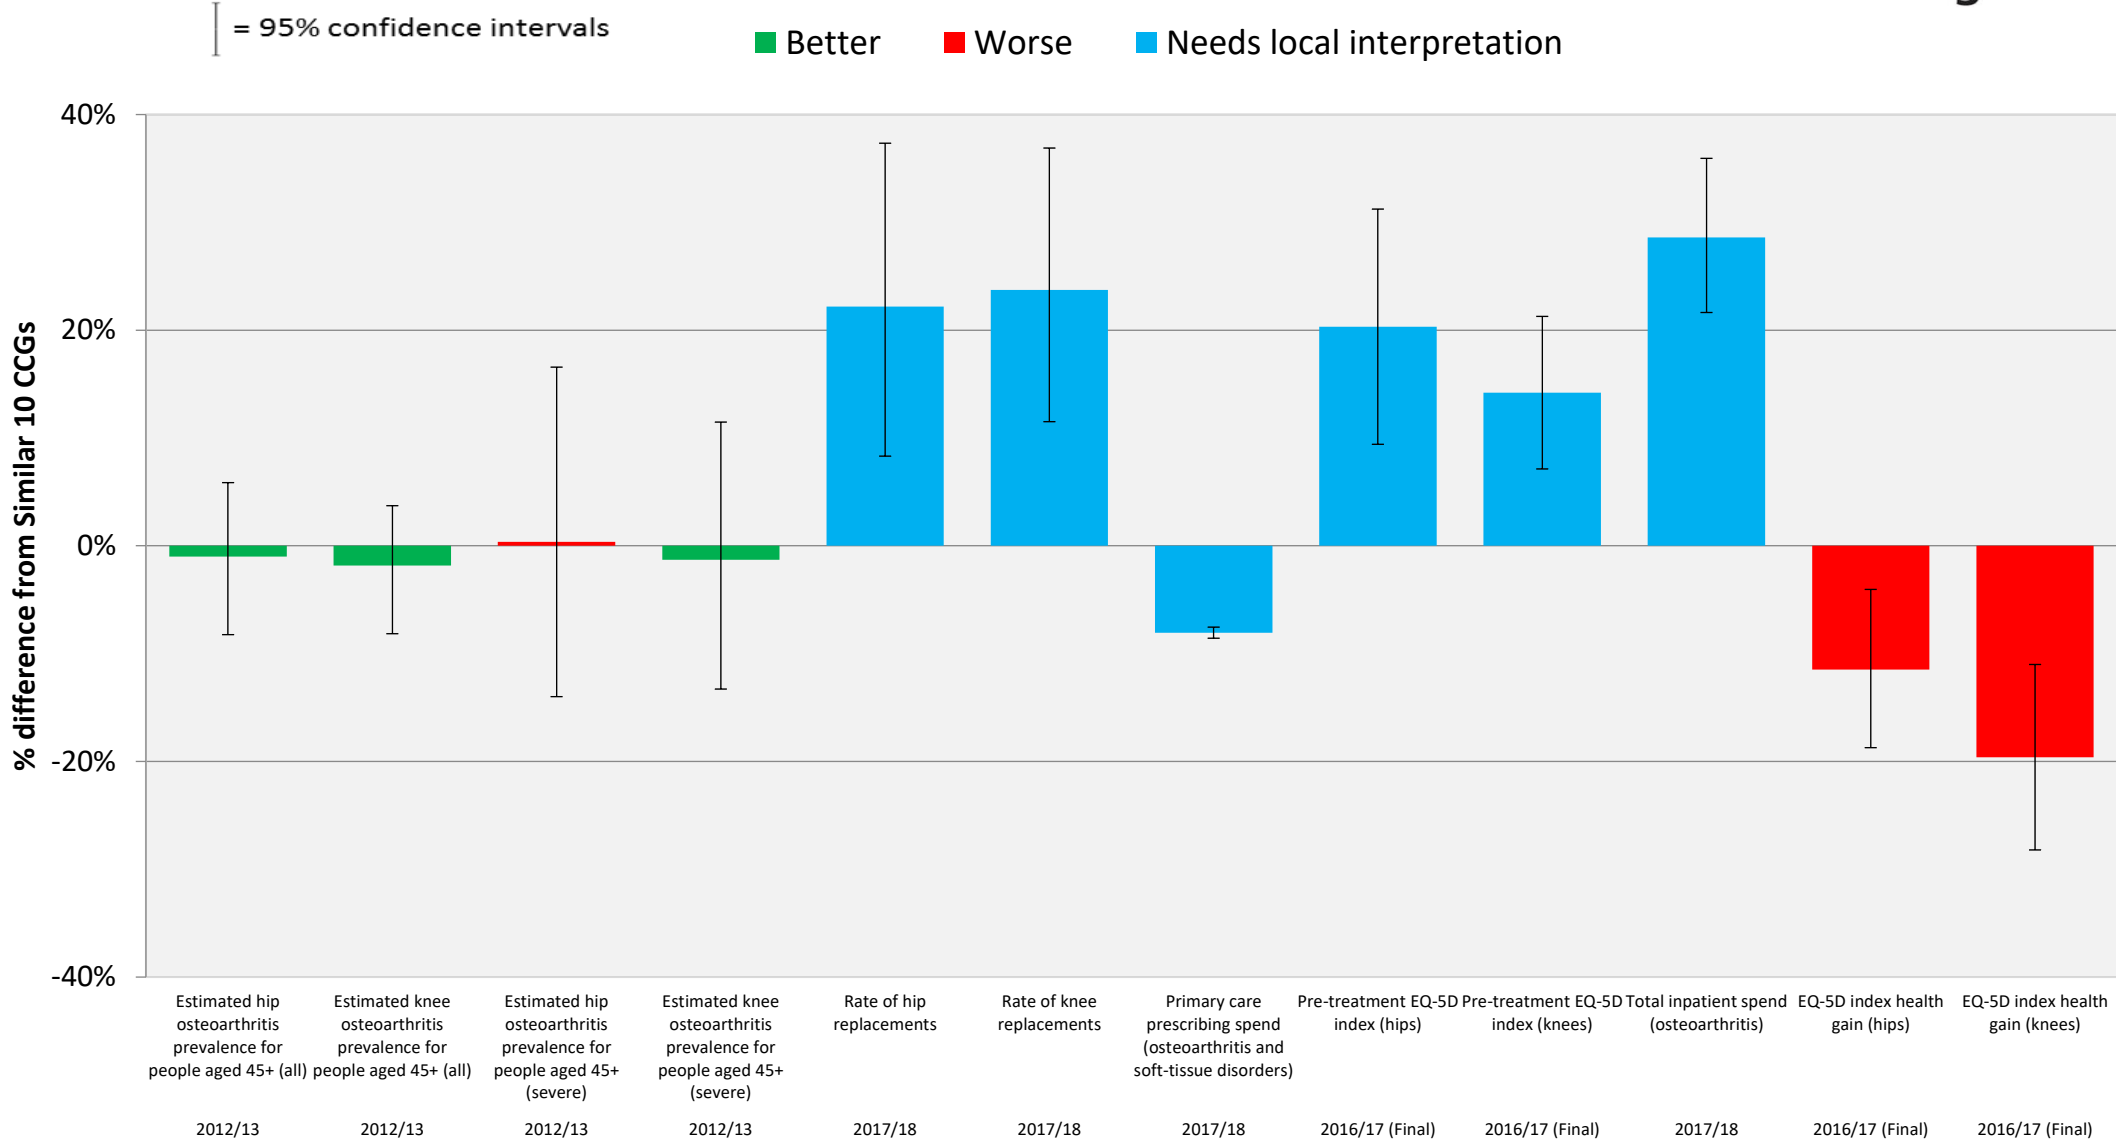 = 95% confidence intervals
Better Worse Needs local interpretation
% difference from Similar 10 CCGs
40%
20%
0%
-20%
-40%
Estimated hip
osteoarthritis
prevalence for
people aged 45+ (all)
2012/13
Estimated knee
osteoarthritis
prevalence for
people aged 45+ (all)
2012/13
Estimated hip
osteoarthritis
prevalence for
people aged 45+
(severe)
2012/13
Estimated knee
osteoarthritis
prevalence for
people aged 45+
(severe)
2012/13
Rate of hip
replacements
2017/18
Rate of knee
replacements
2017/18
Primary care
prescribing spend
(osteoarthritis and
soft-tissue disorders)
2017/18
Pre-treatment EQ-5D
index (hips)
2016/17 (Final)
Pre-treatment EQ-5D
index (knees)
2016/17 (Final)
Total inpatient spend
(osteoarthritis)
2017/18
EQ-5D index health
gain (hips)
2016/17 (Final)
EQ-5D index health
gain (knees)
2016/17 (Final)